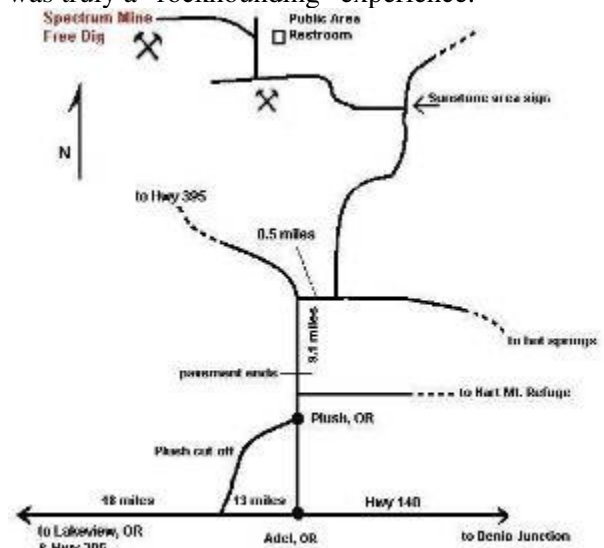 was truly a "rockhounding" experience.
Spectrum Mine
Free Dig
Public Area
Restroom
Sunstone area sign
N
to Hwy 395
0.5 miles
9.1 miles
to hot springs
pavement ends
to Hart Mt. Refuge
Plush, OR
Plush cut off
18 miles
13 miles
Hwy 140
to Lakeview, OR
& Hwy 395
Adel, OR
to Denio Junction